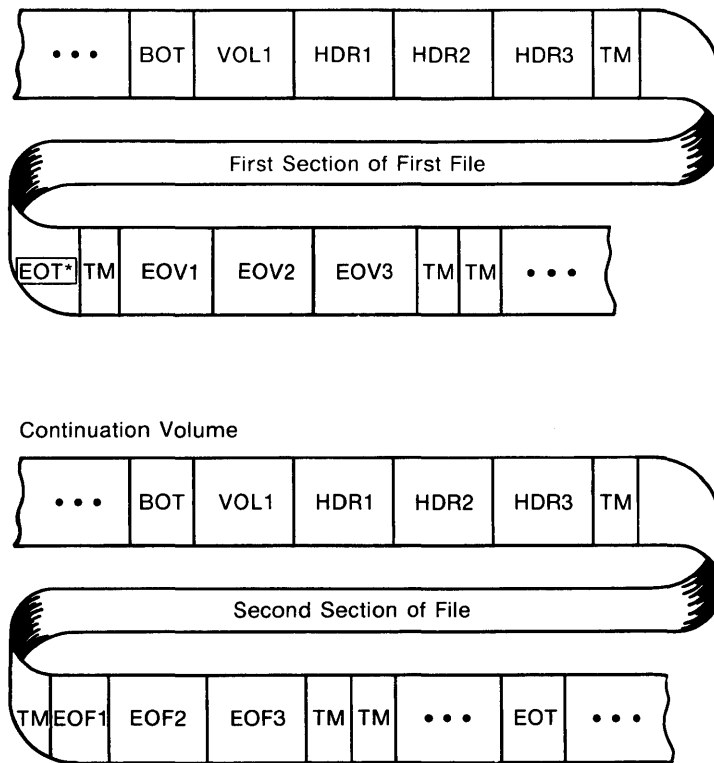 ••• BOT VOL1 HDR1 HDR2 HDR3 TM
First Section of First File
EOT* TM EOV1 EOV2 EOV3 TM TM •••
Continuation Volume
••• BOT VOL1 HDR1 HDR2 HDR3 TM
Second Section of File
TM EOF1 EOF2 EOF3 TM TM ••• EOT •••